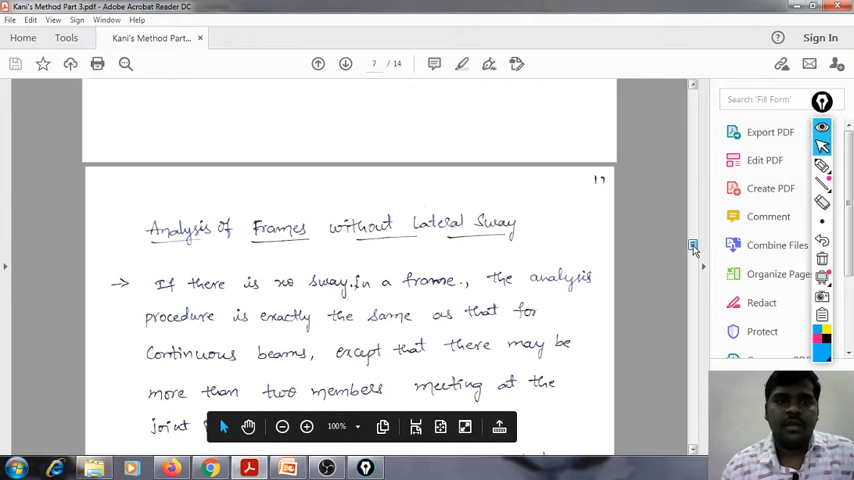 Kani's Method Part 3.pdf - Adobe Acrobat Reader DC
File Edit View Sign Window Help
Home Tools Kani's Method Part... × Sign In
7 / 14
Search 'Fill Form'
Export PDF
Edit PDF
Create PDF
Comment
Combine Files
Organize Pages
Redact
Protect
Analysis of Frames without Lateral Sway
→ If there is no sway in a frame., the analysis
procedure is exactly the same as that for
Continuous beams, except that there may be
more than two members meeting at the
joint
100%